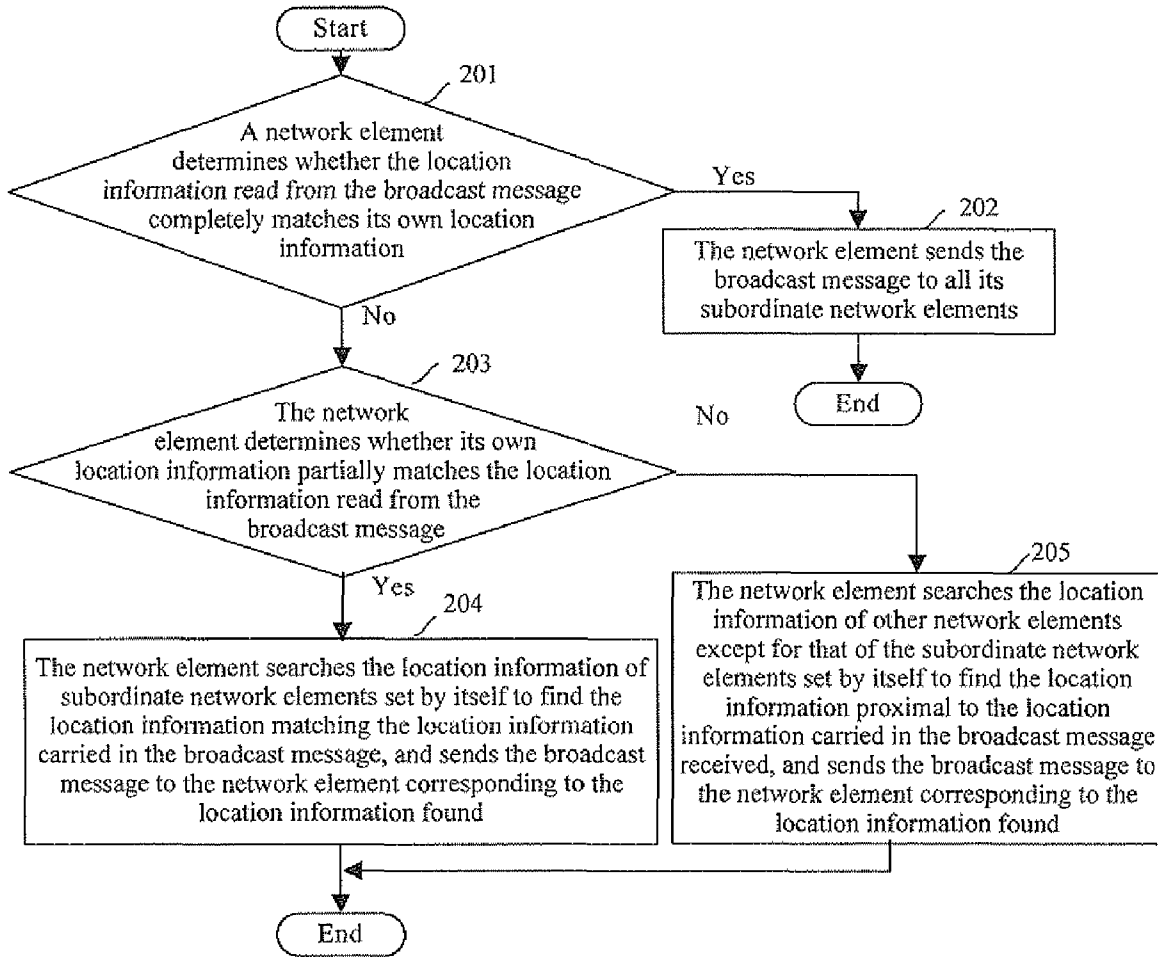 Start
201
A network element
determines whether the location
information read from the broadcast message
completely matches its own location
information
Yes
202
The network element sends the
broadcast message to all its
subordinate network elements
End
No
203
The network
element determines whether its own
location information partially matches the location
information read from the
broadcast message
No
Yes
204
The network element searches the location information of
subordinate network elements set by itself to find the
location information matching the location information
carried in the broadcast message, and sends the broadcast
message to the network element corresponding to the
location information found
205
The network element searches the location
information of other network elements
except for that of the subordinate network
elements set by itself to find the location
information proximal to the location
information carried in the broadcast message
received, and sends the broadcast message to
the network element corresponding to the
location information found
End